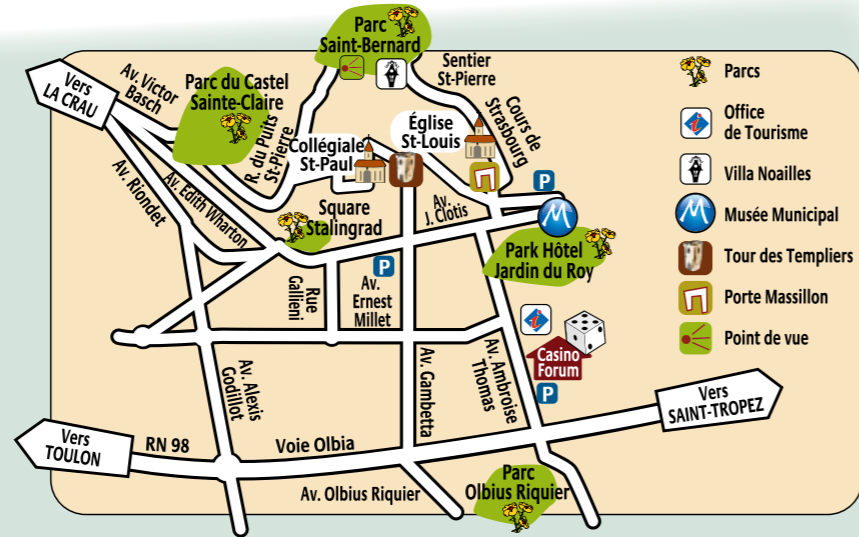 Parc
Saint-Bernard
Sentier
St-Pierre
Vers
LA CRAU
Av. Victor
Basch
Parc du Castel
Sainte-Claire
R. du Puits
St-Pierre
Collégiale
St-Paul
Église
St-Louis
Cours de
Strasbourg
P
Av. Riondet
Av. Edith Wharton
Square
Stalingrad
Av.
J. Clotis
M
Park Hôtel
Jardin du Roy
Rue
Gallieni
P
Av.
Ernest
Millet
i
Casino
Forum
P
Av. Alexis
Godillot
Av. Gambetta
Av. Ambroise
Thomas
Vers
SAINT-TROPEZ
Vers
TOULON
RN 98
Voie Olbia
Av. Olbius Riquier
Parc
Olbius Riquier
Parcs
i
Office
de Tourisme
Villa Noailles
M
Musée Municipal
Tour des Templiers
Porte Massillon
Point de vue